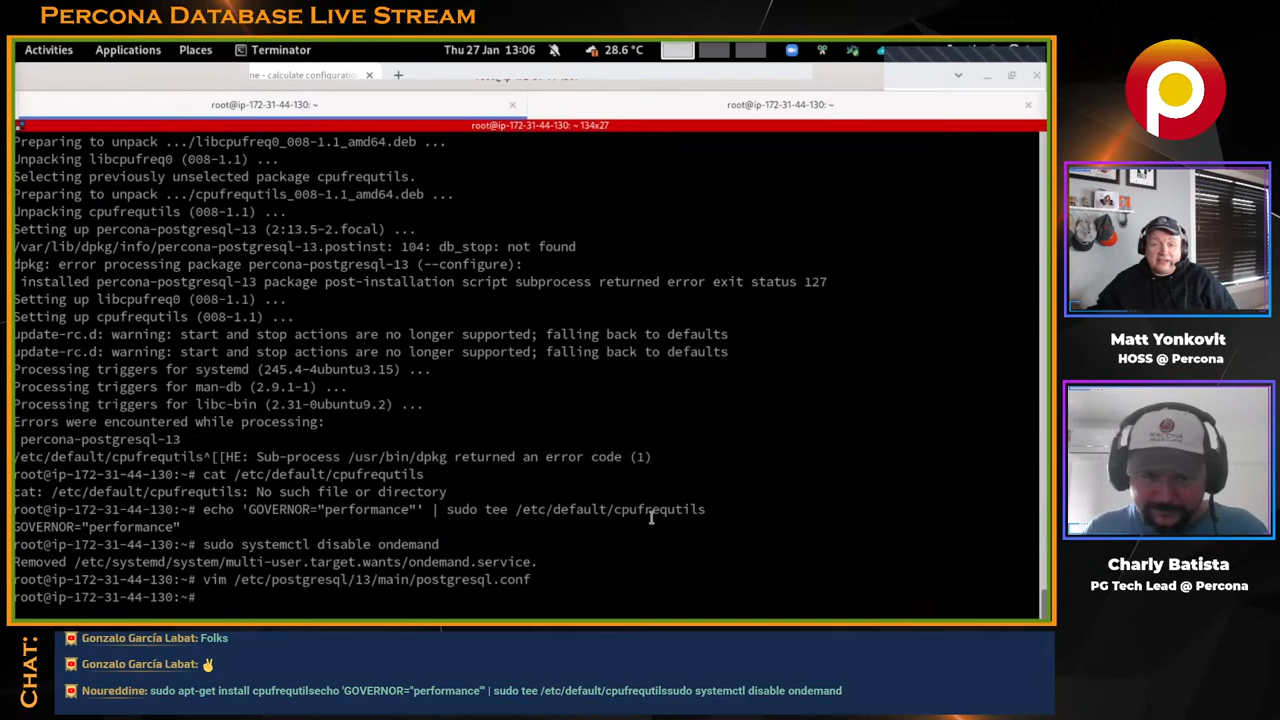 PERCONA DATABASE LIVE STREAM
Activities Applications Places Terminator Thu 27 Jan 13:06 28.6 °C
ne - calculate configuration
root@ip-172-31-44-130: ~ root@ip-172-31-44-130: ~
root@ip-172-31-44-130: ~ 134x27
Preparing to unpack .../libcpufreq0_008-1.1_amd64.deb ...
Unpacking libcpufreq0 (008-1.1) ...
Selecting previously unselected package cpufrequtils.
Preparing to unpack .../cpufrequtils_008-1.1_amd64.deb ...
Unpacking cpufrequtils (008-1.1) ...
Setting up percona-postgresql-13 (2:13.5-2.focal) ...
/var/lib/dpkg/info/percona-postgresql-13.postinst: 104: db_stop: not found
dpkg: error processing package percona-postgresql-13 (--configure):
installed percona-postgresql-13 package post-installation script subprocess returned error exit status 127
Setting up libcpufreq0 (008-1.1) ...
Setting up cpufrequtils (008-1.1) ...
update-rc.d: warning: start and stop actions are no longer supported; falling back to defaults
update-rc.d: warning: start and stop actions are no longer supported; falling back to defaults
Processing triggers for systemd (245.4-4ubuntu3.15) ...
Processing triggers for man-db (2.9.1-1) ...
Processing triggers for libc-bin (2.31-0ubuntu9.2) ...
Errors were encountered while processing:
percona-postgresql-13
/etc/default/cpufrequtils^[[HE: Sub-process /usr/bin/dpkg returned an error code (1)
root@ip-172-31-44-130:~# cat /etc/default/cpufrequtils
cat: /etc/default/cpufrequtils: No such file or directory
root@ip-172-31-44-130:~# echo 'GOVERNOR="performance"' | sudo tee /etc/default/cpufrequtils
GOVERNOR="performance"
root@ip-172-31-44-130:~# sudo systemctl disable ondemand
Removed /etc/systemd/system/multi-user.target.wants/ondemand.service.
root@ip-172-31-44-130:~# vim /etc/postgresql/13/main/postgresql.conf
root@ip-172-31-44-130:~#
Matt Yonkovit
HOSS @ Percona
PERCONA
Charly Batista
PG Tech Lead @ Percona
CHAT:
Gonzalo García Labat: Folks
Gonzalo García Labat: ✌
Noureddine: sudo apt-get install cpufrequtilsecho 'GOVERNOR="performance"' | sudo tee /etc/default/cpufrequtilssudo systemctl disable ondemand